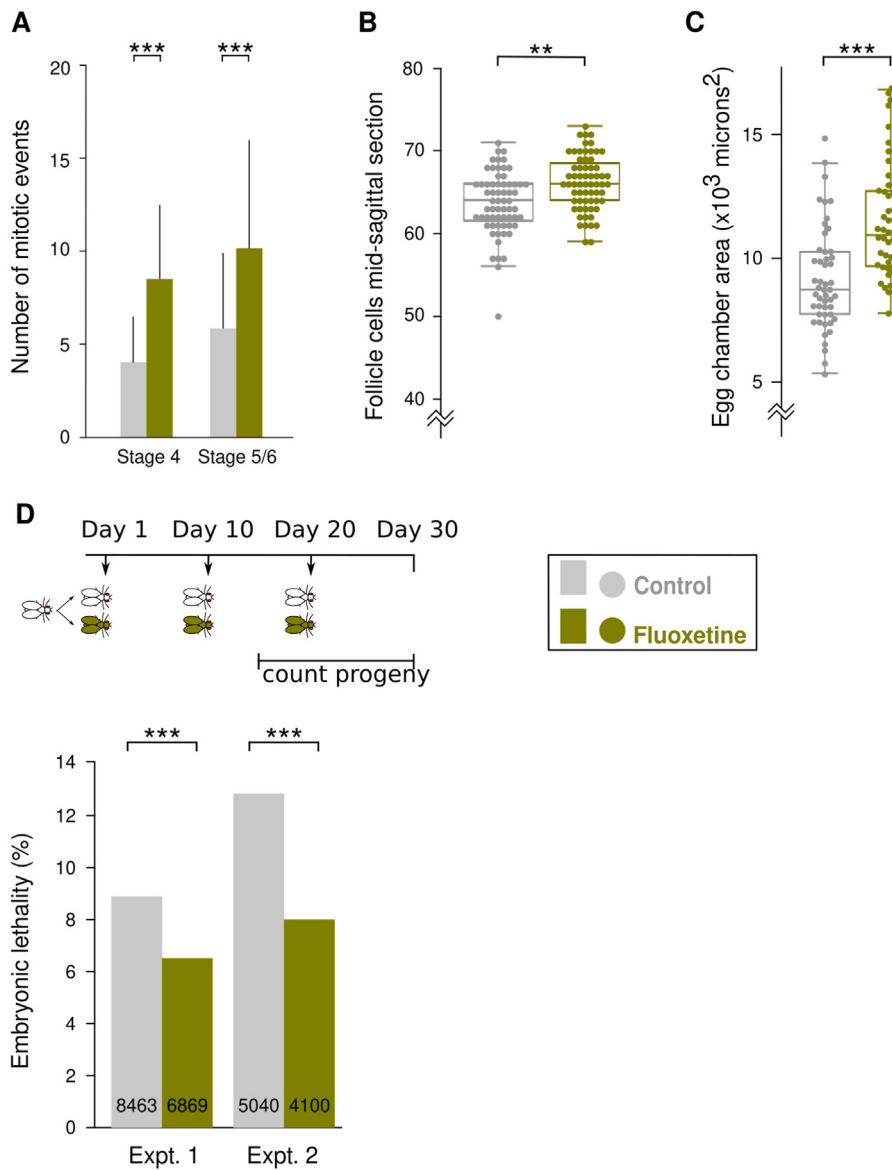 A
***
***
Number of mitotic events
20
15
10
5
0
Stage 4
Stage 5/6
B
**
Follicle cells mid-sagittal section
80
70
60
50
40
C
***
Egg chamber area (x10³ microns²)
15
10
5
D
Day 1 Day 10 Day 20 Day 30
count progeny
Control
Fluoxetine
***
***
Embryonic lethality (%)
14
12
10
8
6
4
2
0
8463 6869 5040 4100
Expt. 1 Expt. 2